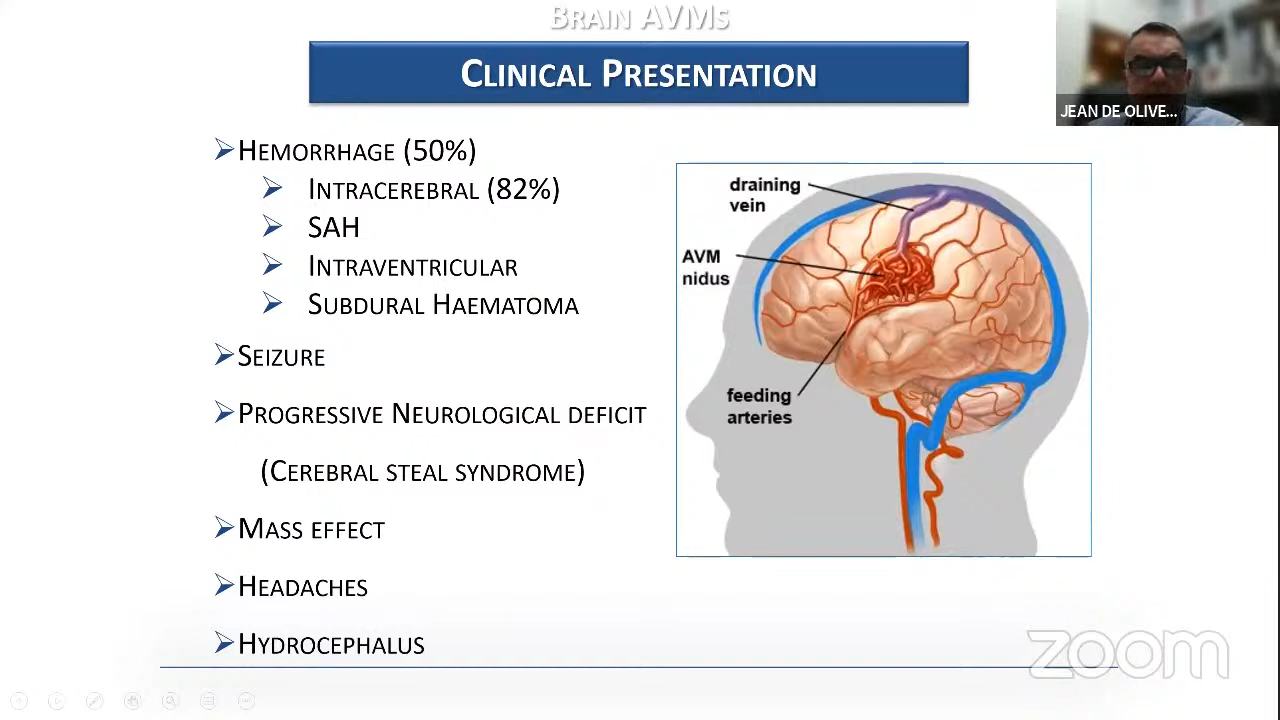 Brain AVMs
Clinical Presentation
JEAN DE OLIVE...
Hemorrhage (50%)
Intracerebral (82%)
SAH
Intraventricular
Subdural Haematoma
Seizure
Progressive Neurological deficit
(Cerebral steal syndrome)
Mass effect
Headaches
Hydrocephalus
draining
vein
AVM
nidus
feeding
arteries
zoom